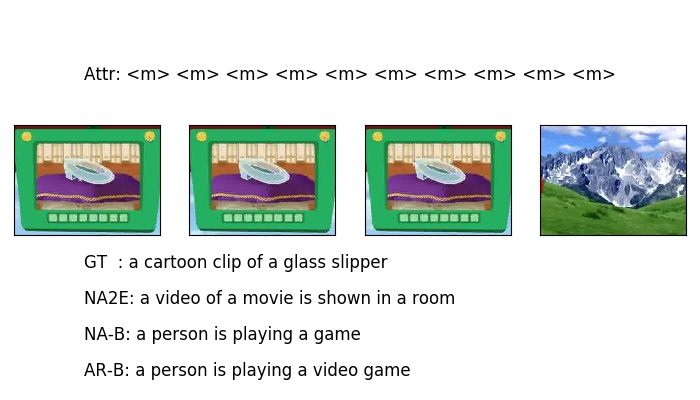 Attr: <m> <m> <m> <m> <m> <m> <m> <m> <m> <m>
GT  : a cartoon clip of a glass slipper
NA2E: a video of a movie is shown in a room
NA-B: a person is playing a game
AR-B: a person is playing a video game